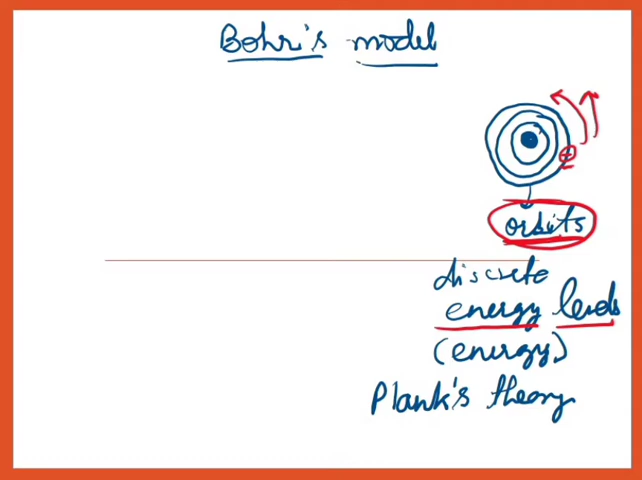 Bohr's model
orbits
discrete
energy levels
(energy)
Plank's theory